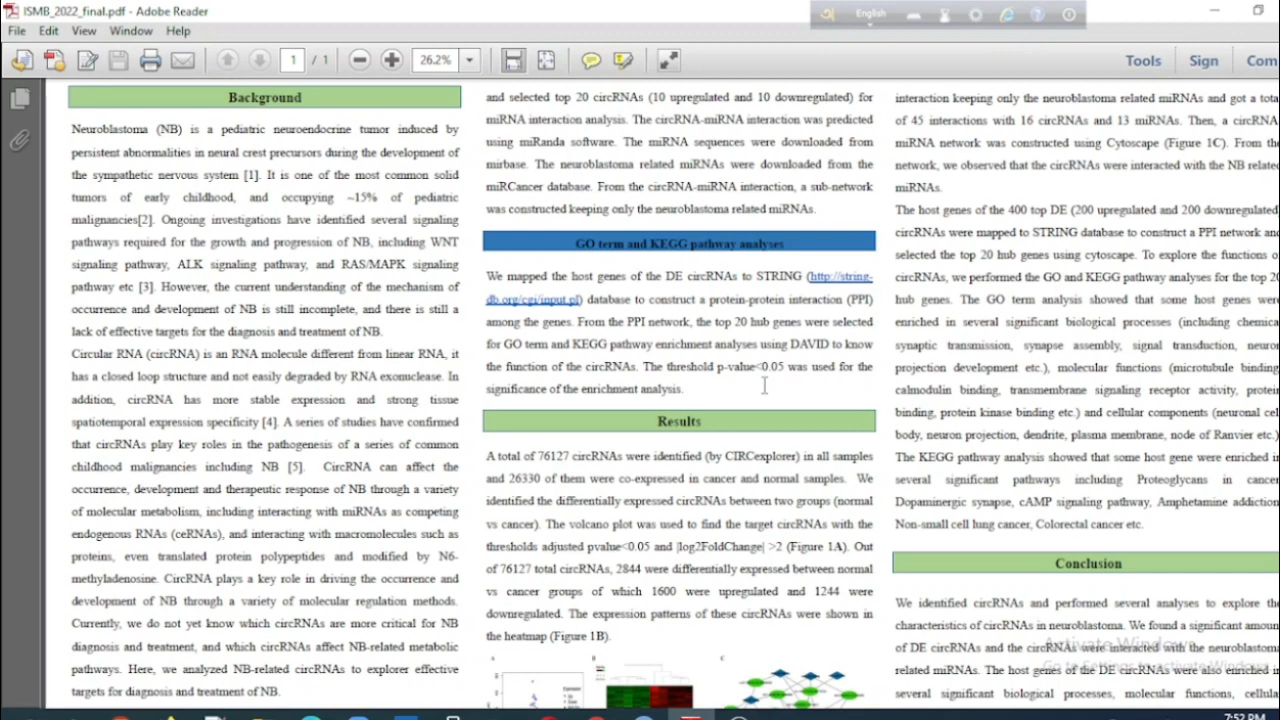 ISMB_2022_final.pdf - Adobe Reader
English
File Edit View Window Help
1 / 1
26.2%
Tools Sign Com
Background
Neuroblastoma (NB) is a pediatric neuroendocrine tumor induced by
persistent abnormalities in neural crest precursors during the development of
the sympathetic nervous system [1]. It is one of the most common solid
tumors of early childhood, and occupying ~15% of pediatric
malignancies[2]. Ongoing investigations have identified several signaling
pathways required for the growth and progression of NB, including WNT
signaling pathway, ALK signaling pathway, and RAS/MAPK signaling
pathway etc [3]. However, the current understanding of the mechanism of
occurrence and development of NB is still incomplete, and there is still a
lack of effective targets for the diagnosis and treatment of NB.
Circular RNA (circRNA) is an RNA molecule different from linear RNA, it
has a closed loop structure and not easily degraded by RNA exonuclease. In
addition, circRNA has more stable expression and strong tissue
spatiotemporal expression specificity [4]. A series of studies have confirmed
that circRNAs play key roles in the pathogenesis of a series of common
childhood malignancies including NB [5]. CircRNA can affect the
occurrence, development and therapeutic response of NB through a variety
of molecular metabolism, including interacting with miRNAs as competing
endogenous RNAs (ceRNAs), and interacting with macromolecules such as
proteins, even translated protein polypeptides and modified by N6-
methyladenosine. CircRNA plays a key role in driving the occurrence and
development of NB through a variety of molecular regulation methods.
Currently, we do not yet know which circRNAs are more critical for NB
diagnosis and treatment, and which circRNAs affect NB-related metabolic
pathways. Here, we analyzed NB-related circRNAs to explorer effective
targets for diagnosis and treatment of NB.
and selected top 20 circRNAs (10 upregulated and 10 downregulated) for
miRNA interaction analysis. The circRNA-miRNA interaction was predicted
using miRanda software. The miRNA sequences were downloaded from
mirbase. The neuroblastoma related miRNAs were downloaded from the
miRCancer database. From the circRNA-miRNA interaction, a sub-network
was constructed keeping only the neuroblastoma related miRNAs.
GO term and KEGG pathway analyses
We mapped the host genes of the DE circRNAs to STRING (http://string-
db.org/cgi/input.pl) database to construct a protein-protein interaction (PPI)
among the genes. From the PPI network, the top 20 hub genes were selected
for GO term and KEGG pathway enrichment analyses using DAVID to know
the function of the circRNAs. The threshold p-value<0.05 was used for the
significance of the enrichment analysis.
Results
A total of 76127 circRNAs were identified (by CIRCexplorer) in all samples
and 26330 of them were co-expressed in cancer and normal samples. We
identified the differentially expressed circRNAs between two groups (normal
vs cancer). The volcano plot was used to find the target circRNAs with the
thresholds adjusted pvalue<0.05 and |log2FoldChange| >2 (Figure 1A). Out
of 76127 total circRNAs, 2844 were differentially expressed between normal
vs cancer groups of which 1600 were upregulated and 1244 were
downregulated. The expression patterns of these circRNAs were shown in
the heatmap (Figure 1B).
A B C
interaction keeping only the neuroblastoma related miRNAs and got a tota
of 45 interactions with 16 circRNAs and 13 miRNAs. Then, a circRNA
miRNA network was constructed using Cytoscape (Figure 1C). From the
network, we observed that the circRNAs were interacted with the NB related
miRNAs.
The host genes of the 400 top DE (200 upregulated and 200 downregulated
circRNAs were mapped to STRING database to construct a PPI network and
selected the top 20 hub genes using cytoscape. To explore the functions o
circRNAs, we performed the GO and KEGG pathway analyses for the top 2
hub genes. The GO term analysis showed that some host genes were
enriched in several significant biological processes (including chemica
synaptic transmission, synapse assembly, signal transduction, neuron
projection development etc.), molecular functions (microtubule binding
calmodulin binding, transmembrane signaling receptor activity, protein
binding, protein kinase binding etc.) and cellular components (neuronal cel
body, neuron projection, dendrite, plasma membrane, node of Ranvier etc.)
The KEGG pathway analysis showed that some host gene were enriched in
several significant pathways including Proteoglycans in cancer
Dopaminergic synapse, cAMP signaling pathway, Amphetamine addiction
Non-small cell lung cancer, Colorectal cancer etc.
Conclusion
We identified circRNAs and performed several analyses to explore the
characteristics of circRNAs in neuroblastoma. We found a significant amoun
of DE circRNAs and the circRNAs were interacted with the neuroblastoma
related miRNAs. The host genes of the DE circRNAs were also enriched in
several significant biological processes, molecular functions, cellula
Activate Windows
Go to Settings to activate Windows.
7:52 PM